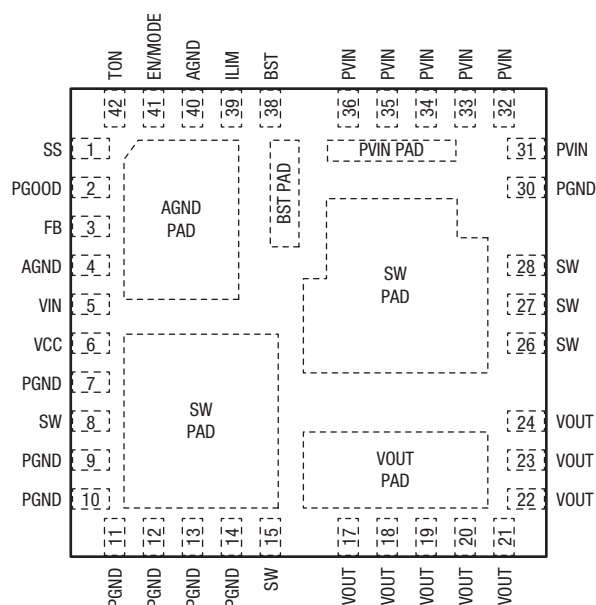 TON EN/MODE AGND ILIM BST PVIN PVIN PVIN PVIN PVIN
42 41 40 39 38 36 35 34 33 32
SS 1 PVIN PAD 31 PVIN
PGOOD 2 BST PAD 30 PGND
AGND
PAD
FB 3
AGND 4 28 SW
SW
PAD
VIN 5 27 SW
VCC 6 26 SW
PGND 7
SW
PAD
SW 8 24 VOUT
PGND 9 23 VOUT
VOUT
PAD
PGND 10 22 VOUT
11 12 13 14 15 17 18 19 20 21
PGND PGND PGND PGND SW VOUT VOUT VOUT VOUT VOUT